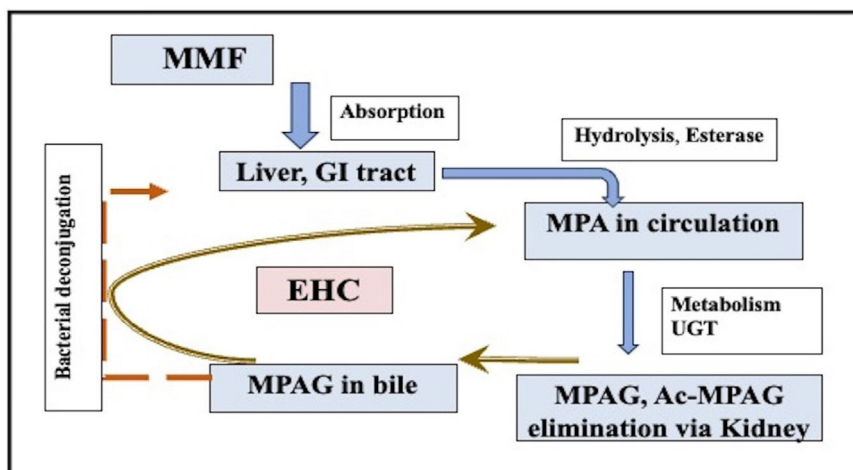 MMF
Absorption
Hydrolysis, Esterase
Liver, GI tract
MPA in circulation
Bacterial deconjugation
EHC
Metabolism
UGT
MPAG in bile
MPAG, Ac-MPAG
elimination via Kidney